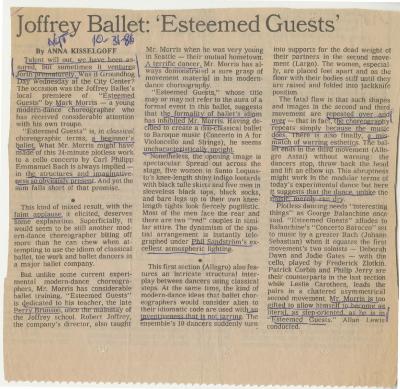 Joffrey Ballet: 'Esteemed Guests'
NYT 10-31-86
By ANNA KISSELGOFF
Talent will out, we have been as-
sured, but sometimes it ventures
forth prematurely. Was it Grounding
Day Wednesday at the City Center?
The occasion was the Joffrey Ballet's
local premiere of "Esteemed
Guests" by Mark Morris — a young
modern-dance choreographer who
has received considerable attention
with his own troupe.
"Esteemed Guests" is, in classical
choreographic terms, a beginner's
ballet. What Mr. Morris might have
made of this 24-minute plotless work
to a cello concerto by Carl Philipp
Emmanuel Bach is always implied —
in the structures and imaginative-
ness so obviously present. And yet the
sum falls short of that promise.
This kind of mixed result, with the
faint applause it elicited, deserves
some explanation. Superficially, it
would seem to be still another mod-
ern-dance choreographer biting off
more than he can chew when at-
tempting to use the idiom of classical
ballet, toe work and ballet dancers in
a major ballet company.
But unlike some current experi-
mental modern-dance choreogra-
phers, Mr. Morris has considerable
ballet training. "Esteemed Guests"
is dedicated to his teacher, the late
Perry Brunson, once the mainstay of
the Joffrey school. Robert Joffrey,
the company's director, also taught
Mr. Morris when he was very young
in Seattle — their mutual hometown.
A terrific dancer, Mr. Morris has al-
ways demonstrated a sure grasp of
movement material in his modern-
dance choreography.
"Esteemed Guests," whose title
may or may not refer to the aura of a
formal event in this ballet, suggests
that the formality of ballet's idiom
has inhibited Mr. Morris. Having de-
cided to create a neo-classical ballet
to Baroque music (Concerto in A for
Violoncello and Strings), he seems
uncharacteristically uptight.
Nonetheless, the opening image is
spectacular. Spread out across the
stage, five women in Santo Loqua-
sto's knee-length shiny indigo leotards
with black tulle skirts and five men in
sleeveless black tops, black socks,
and bare legs up to their own knee-
length tights look fiercely pugilistic.
Most of the men face the rear and
there are two "red" couples in simi-
lar attire. The dynamism of the spa-
tial arrangement is instantly tele-
graphed under Phil Sandström's ex-
cellent atmospheric lighting.
This first section (Allegro) also fea-
tures an intricate structural inter-
play between dancers using classical
steps. At the same time, the kind of
modern-dance ideas that ballet chor-
eographers would consider alien to
their idiomatic code are used with an
inventiveness that is not jarring. The
ensemble's 10 dancers suddenly turn
into supports for the dead weight of
their partners in the second move-
ment (Largo). The women, especial-
ly, are placed feet apart and on the
floor with their bodies stiff until they
are raised and folded into jackknife
position.
The fatal flaw is that such shapes
and images in the second and third
movement are repeated over and
over — that in fact, the choreography
repeats simply because the music
does. There is also, finally, a mis-
match of warring esthetics. The bal-
let man in the third movement (Alle-
gro Assai) without warning: the
dancers stop, throw back the head
and lift an elbow up. This abruptness
might work in the modular terms of
today's experimental dance but here
it suggests that the dance, unlike the
music, merely ran dry.
Plotless dancing needs "interesting
things" as George Balanchine once
said. "Esteemed Guests" alludes to
Balanchine's "Concerto Barocco" set
to music by a greater Bach (Johann
Sebastian) when it equates the first
movement's two soloists — Deborah
Dawn and Jodie Gates — with the
cello, played by Frederick Zlotkin.
Patrick Corbin and Philip Jerry are
their counterparts in the last section
while Leslie Carothers, leads the
pairs in a chattered asymmetrical
second movement. Mr. Morris is too
gifted to allow himself to become as
literal, as step-oriented, as he is in
"Esteemed Guests." Allan Lewis
conducted.